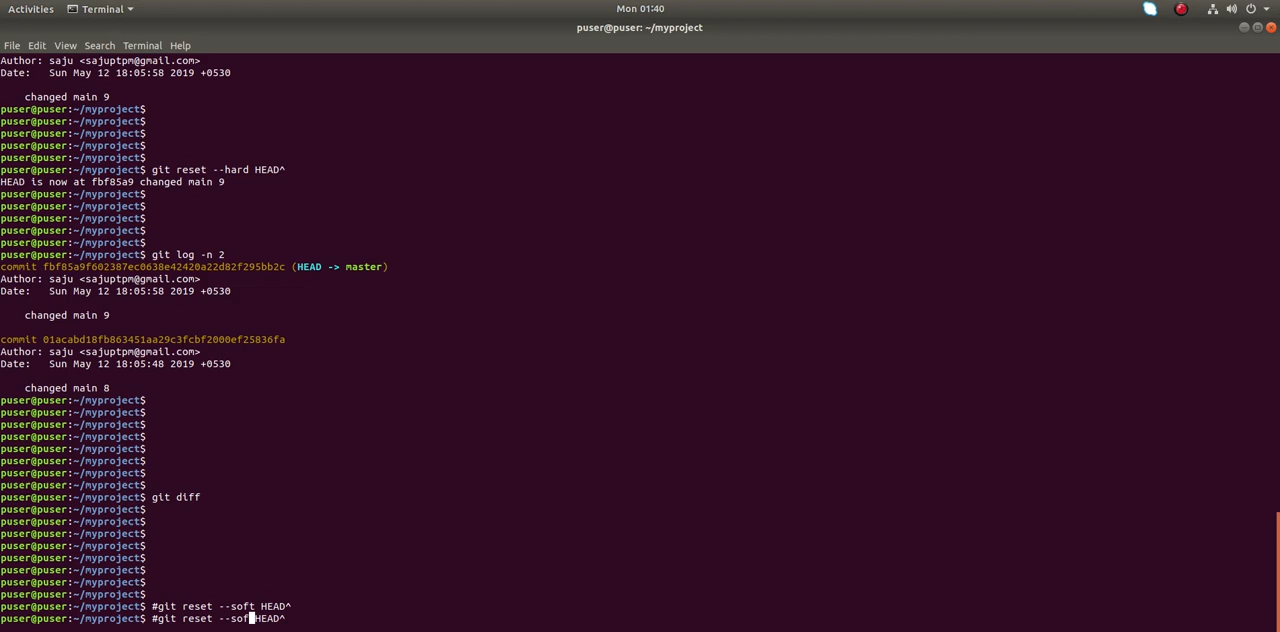 Activities Terminal Mon 01:40
puser@puser: ~/myproject
File Edit View Search Terminal Help
Author: saju <sajuptpm@gmail.com>
Date:   Sun May 12 18:05:58 2019 +0530
changed main 9
puser@puser:~/myproject$
puser@puser:~/myproject$
puser@puser:~/myproject$
puser@puser:~/myproject$
puser@puser:~/myproject$
puser@puser:~/myproject$ git reset --hard HEAD^
HEAD is now at fbf85a9 changed main 9
puser@puser:~/myproject$
puser@puser:~/myproject$
puser@puser:~/myproject$
puser@puser:~/myproject$
puser@puser:~/myproject$
puser@puser:~/myproject$ git log -n 2
commit fbf85a9f602387ec0638e42420a22d82f295bb2c (HEAD -> master)
Author: saju <sajuptpm@gmail.com>
Date:   Sun May 12 18:05:58 2019 +0530
changed main 9
commit 01acabd18fb863451aa29c3fcbf2000ef25836fa
Author: saju <sajuptpm@gmail.com>
Date:   Sun May 12 18:05:48 2019 +0530
changed main 8
puser@puser:~/myproject$
puser@puser:~/myproject$
puser@puser:~/myproject$
puser@puser:~/myproject$
puser@puser:~/myproject$
puser@puser:~/myproject$
puser@puser:~/myproject$
puser@puser:~/myproject$
puser@puser:~/myproject$ git diff
puser@puser:~/myproject$
puser@puser:~/myproject$
puser@puser:~/myproject$
puser@puser:~/myproject$
puser@puser:~/myproject$
puser@puser:~/myproject$
puser@puser:~/myproject$
puser@puser:~/myproject$
puser@puser:~/myproject$ #git reset --soft HEAD^
puser@puser:~/myproject$ #git reset --sof HEAD^